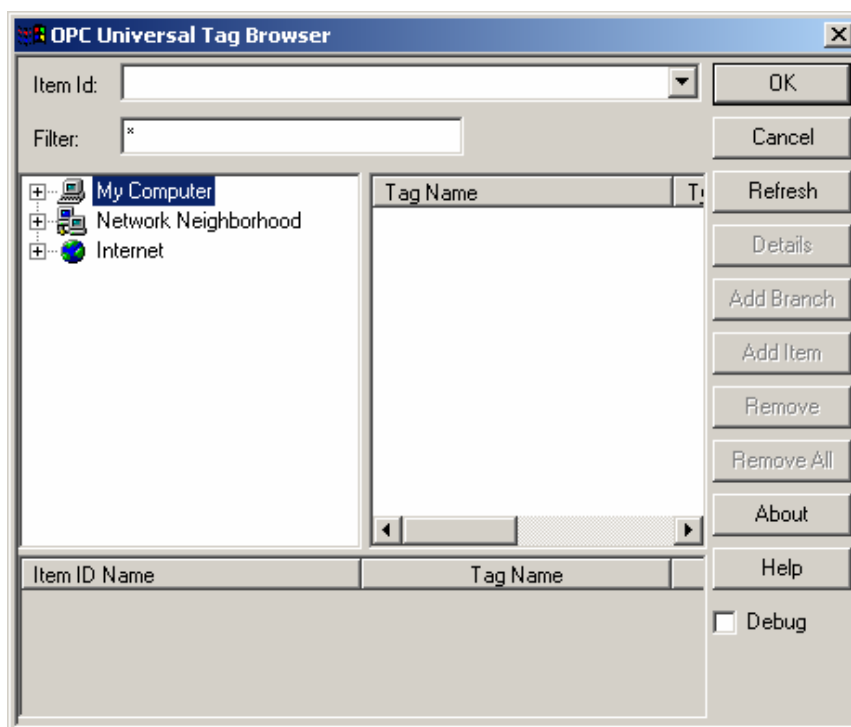 OPC Universal Tag Browser
Item Id:
OK
Filter:
*
Cancel
My Computer
Network Neighborhood
Internet
Tag Name
Refresh
Details
Add Branch
Add Item
Remove
Remove All
About
Help
Item ID Name
Tag Name
Debug